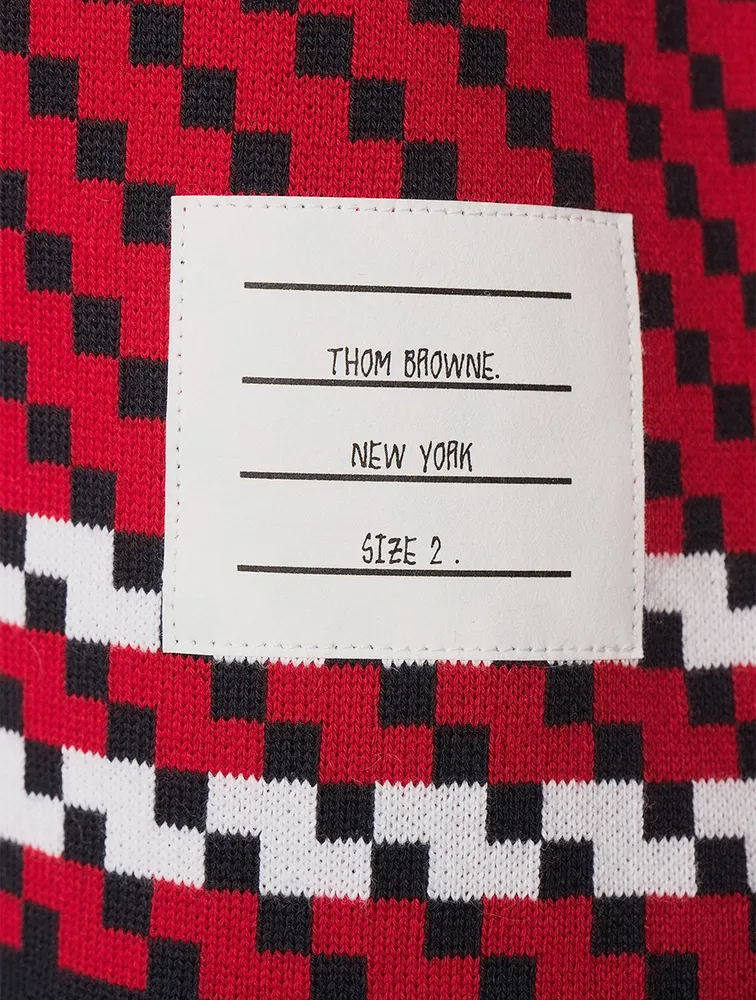 THOM BROWNE.
NEW YORK
SIZE 2 .